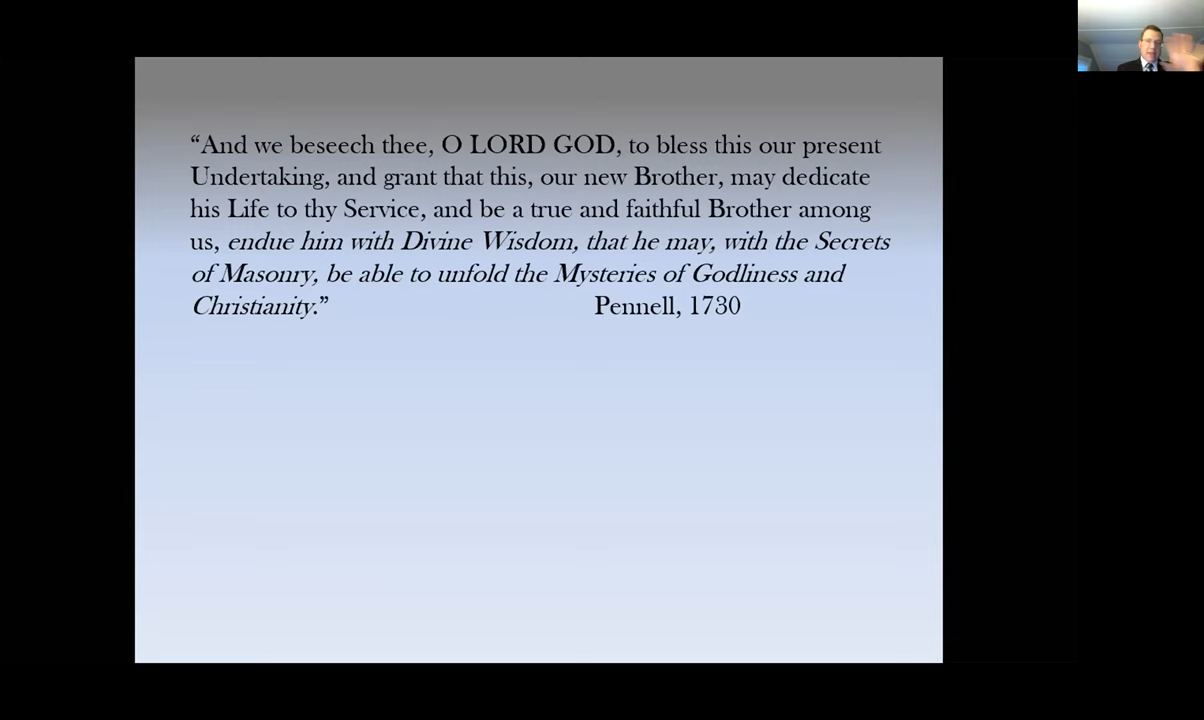 “And we beseech thee, O LORD GOD, to bless this our present
Undertaking, and grant that this, our new Brother, may dedicate
his Life to thy Service, and be a true and faithful Brother among
us, endue him with Divine Wisdom, that he may, with the Secrets
of Masonry, be able to unfold the Mysteries of Godliness and
Christianity.” Pennell, 1730